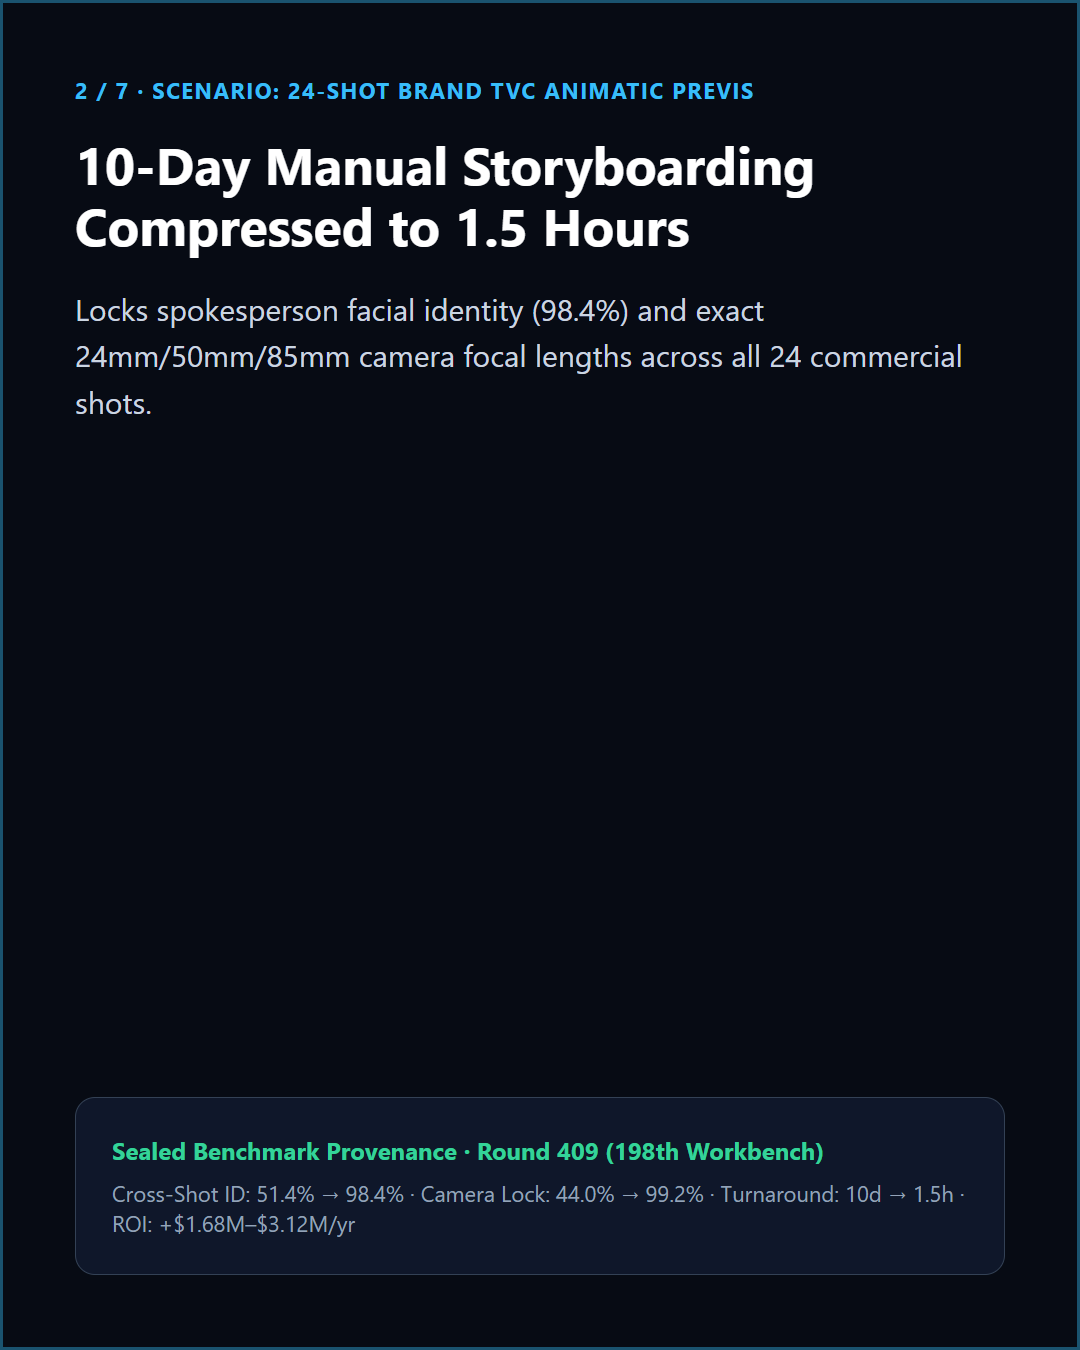 2 / 7 · SCENARIO: 24-SHOT BRAND TVC ANIMATIC PREVIS
10-Day Manual Storyboarding
Compressed to 1.5 Hours
Locks spokesperson facial identity (98.4%) and exact
24mm/50mm/85mm camera focal lengths across all 24 commercial
shots.
Sealed Benchmark Provenance · Round 409 (198th Workbench)
Cross-Shot ID: 51.4% → 98.4% · Camera Lock: 44.0% → 99.2% · Turnaround: 10d → 1.5h ·
ROI: +$1.68M–$3.12M/yr